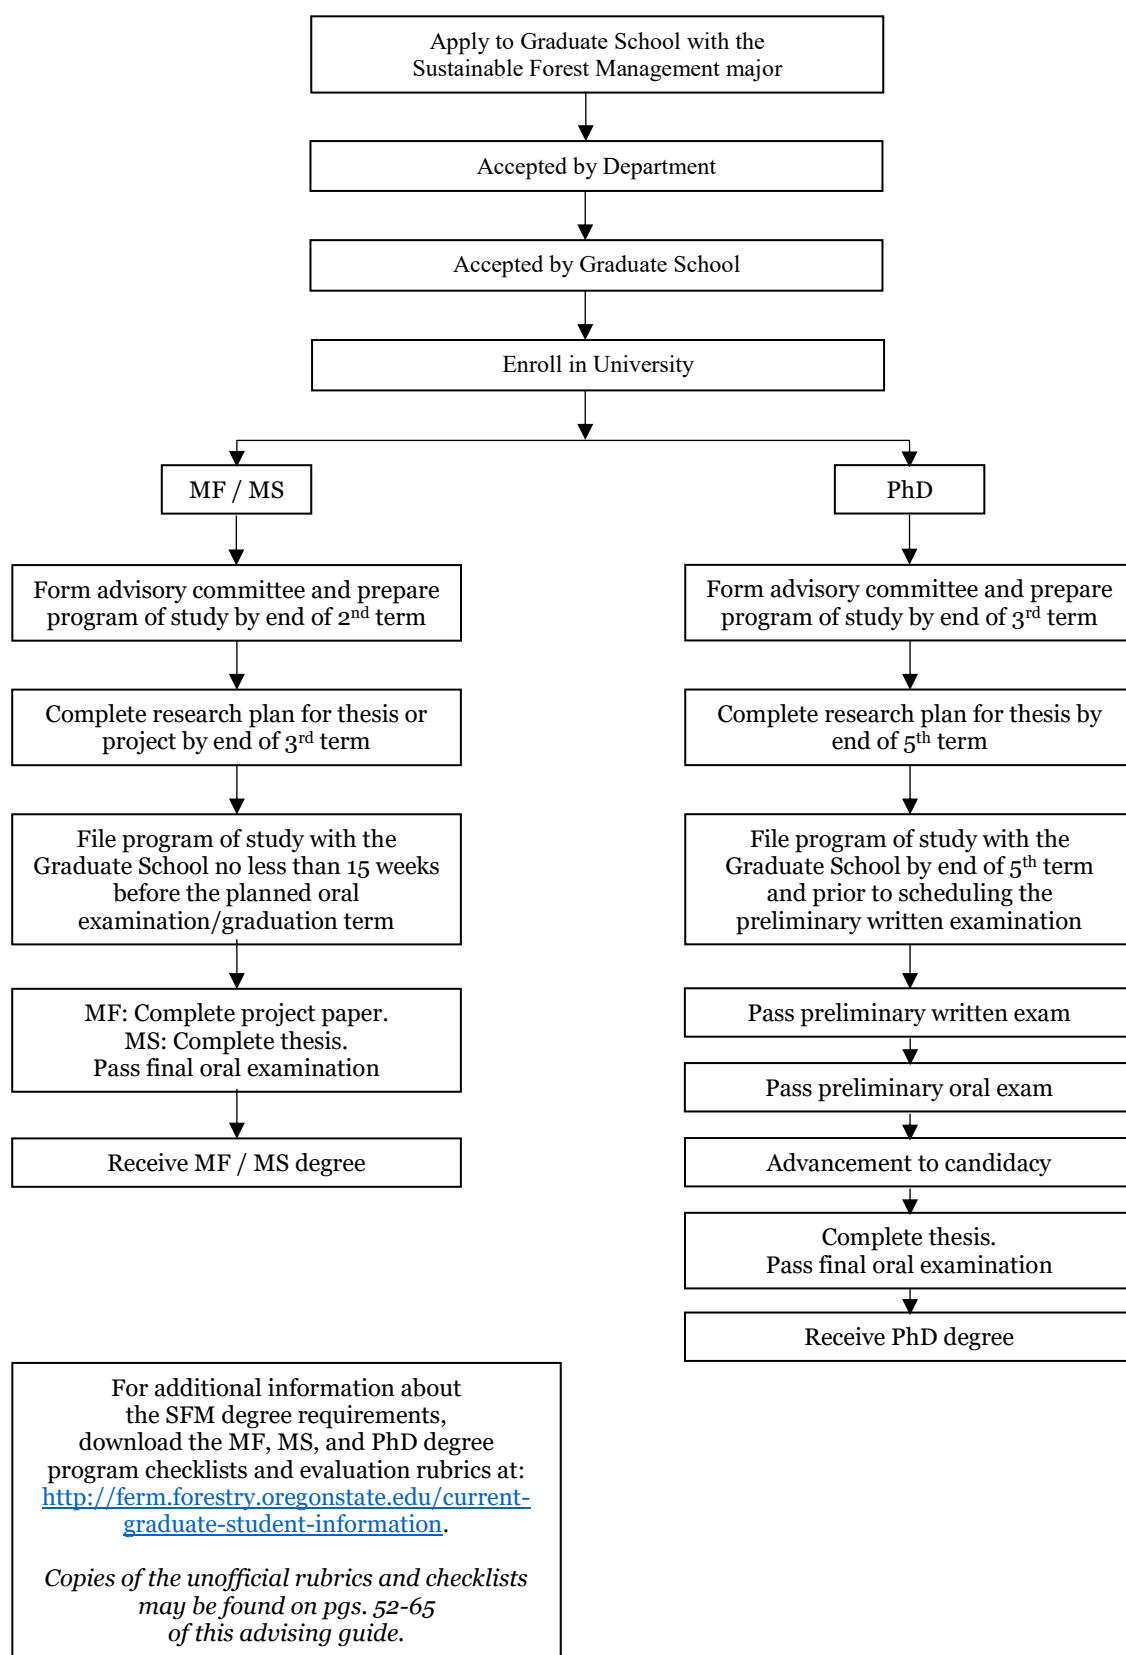 Apply to Graduate School with the
Sustainable Forest Management major
Accepted by Department
Accepted by Graduate School
Enroll in University
MF / MS
Form advisory committee and prepare
program of study by end of 2nd term
Complete research plan for thesis or
project by end of 3rd term
File program of study with the
Graduate School no less than 15 weeks
before the planned oral
examination/graduation term
MF: Complete project paper.
MS: Complete thesis.
Pass final oral examination
Receive MF / MS degree
PhD
Form advisory committee and prepare
program of study by end of 3rd term
Complete research plan for thesis by
end of 5th term
File program of study with the
Graduate School by end of 5th term
and prior to scheduling the
preliminary written examination
Pass preliminary written exam
Pass preliminary oral exam
Advancement to candidacy
Complete thesis.
Pass final oral examination
Receive PhD degree
For additional information about
the SFM degree requirements,
download the MF, MS, and PhD degree
program checklists and evaluation rubrics at:
http://ferm.forestry.oregonstate.edu/current-
graduate-student-information.
Copies of the unofficial rubrics and checklists
may be found on pgs. 52-65
of this advising guide.